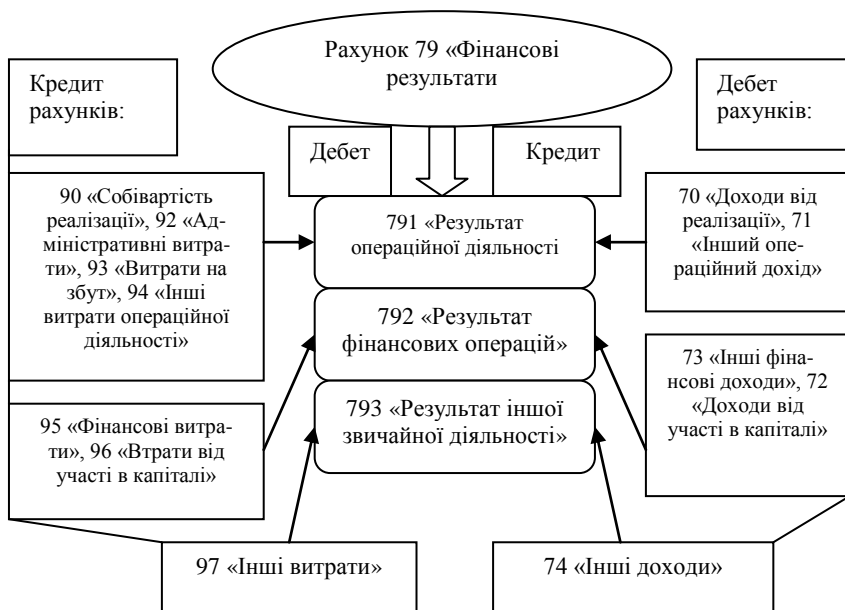 Рахунок 79 «Фінансові
результати
Кредит
рахунків:
Дебет
рахунків:
Дебет
Кредит
90 «Собівартість
реалізації», 92 «Ад-
міністративні витра-
ти», 93 «Витрати на
збут», 94 «Інші
витрати операційної
діяльності»
791 «Результат
операційної діяльності
70 «Доходи від
реалізації», 71
«Інший опе-
раційний дохід»
792 «Результат
фінансових операцій»
73 «Інші фіна-
нсові доходи», 72
«Доходи від
участі в капіталі»
95 «Фінансові витра-
ти», 96 «Втрати від
участі в капіталі»
793 «Результат іншої
звичайної діяльності»
97 «Інші витрати»
74 «Інші доходи»